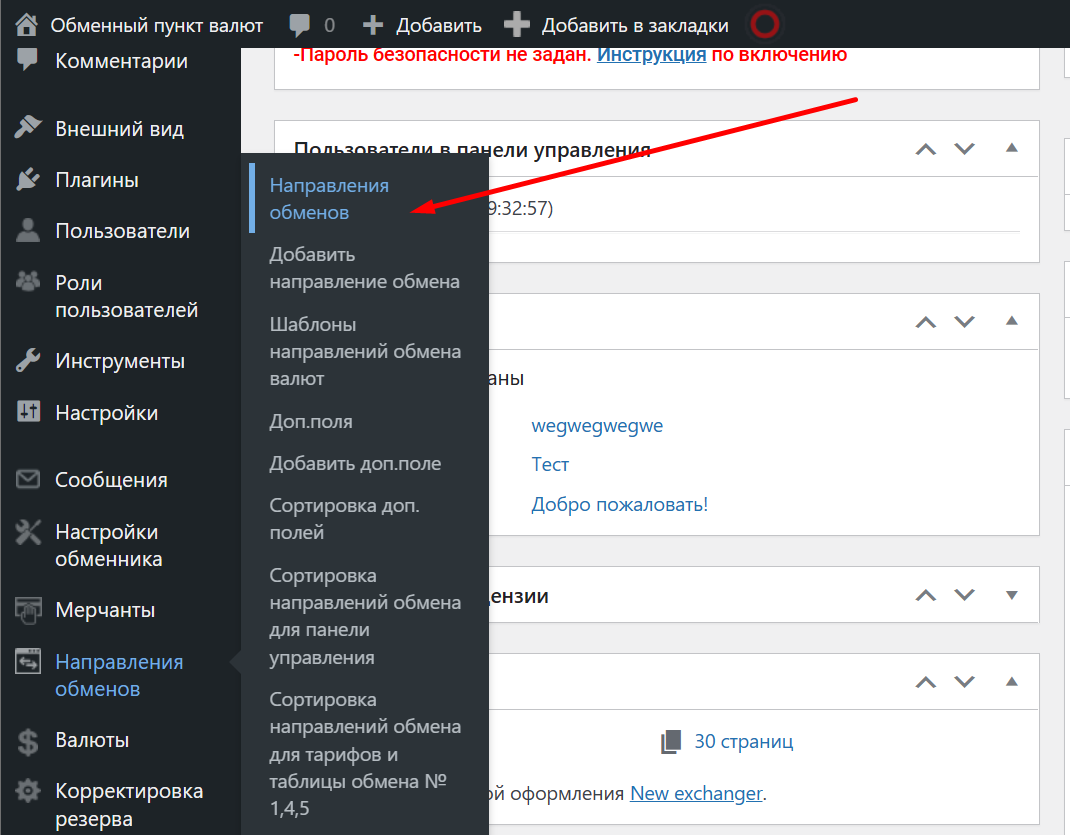 Обменный пункт валют 0 Добавить Добавить в закладки
Комментарии
Внешний вид
Плагины
Пользователи
Роли
пользователей
Инструменты
Настройки
Сообщения
Настройки
обменника
Мерчанты
Направления
обменов
Валюты
Корректировка
резерва
Направления
обменов
Добавить
направление обмена
Шаблоны
направлений обмена
валют
Доп.поля
Добавить доп.поле
Сортировка доп.
полей
Сортировка
направлений обмена
для панели
управления
Сортировка
направлений обмена
для тарифов и
таблицы обмена №
1,4,5
-Пароль безопасности не задан. Инструкция по включению
Пользователи в панели управления
9:32:57)
аны
wegwegwegwe
Тест
Добро пожаловать!
ензии
30 страниц
ой оформления New exchanger.